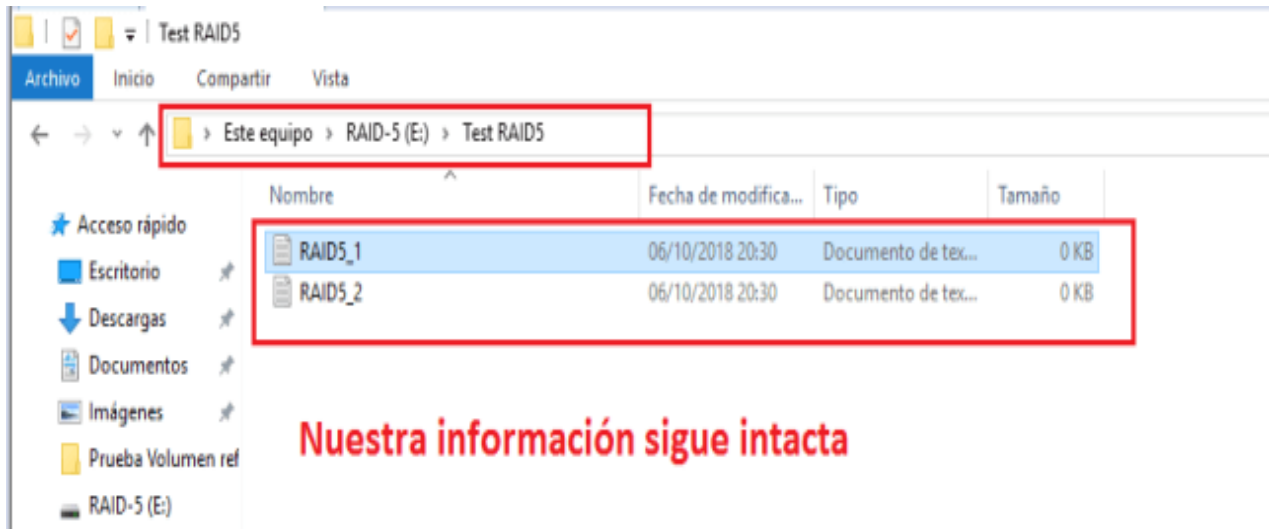 Test RAID5
Archivo Inicio Compartir Vista
Este equipo > RAID-5 (E:) > Test RAID5
Nombre Fecha de modifica... Tipo Tamaño
Acceso rápido
RAID5_1 06/10/2018 20:30 Documento de tex... 0 KB
Escritorio
RAID5_2 06/10/2018 20:30 Documento de tex... 0 KB
Descargas
Documentos
Imágenes
Nuestra información sigue intacta
Prueba Volumen ref
RAID-5 (E:)